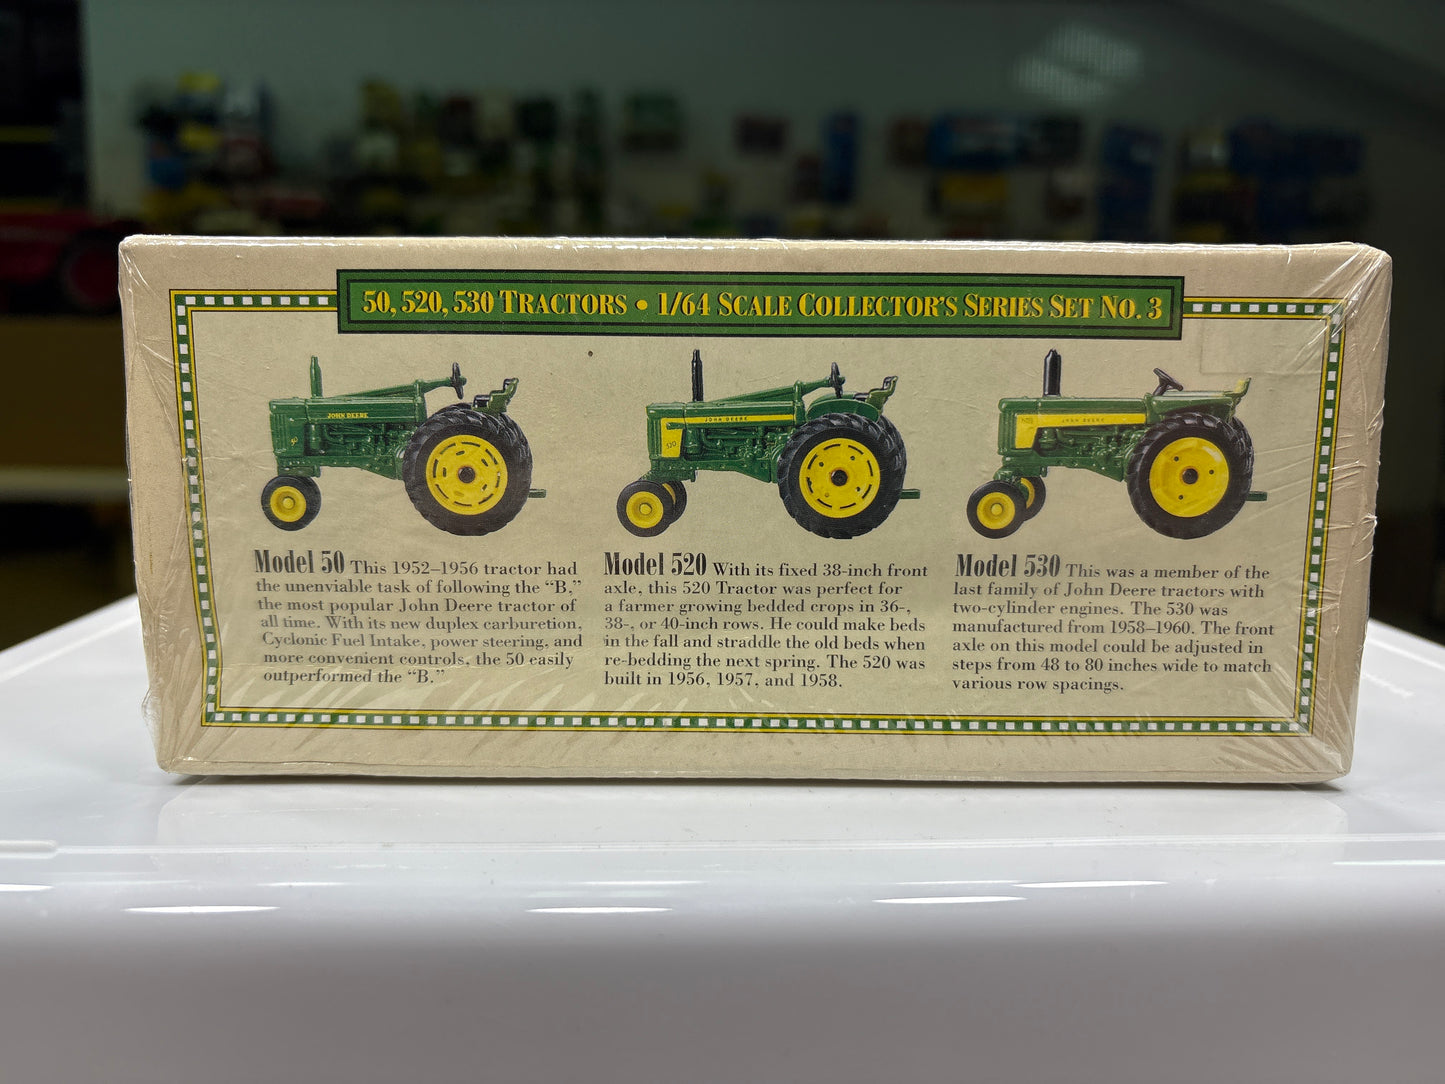 50, 520, 530 TRACTORS • 1/64 SCALE COLLECTOR'S SERIES SET NO. 3
JOHN DEERE
50
JOHN DEERE
520
JOHN DEERE
530
Model 50 This 1952–1956 tractor had
the unenviable task of following the “B,”
the most popular John Deere tractor of
all time. With its new duplex carburetion,
Cyclonic Fuel Intake, power steering, and
more convenient controls, the 50 easily
outperformed the “B.”
Model 520 With its fixed 38-inch front
axle, this 520 Tractor was perfect for
a farmer growing bedded crops in 36-,
38-, or 40-inch rows. He could make beds
in the fall and straddle the old beds when
re-bedding the next spring. The 520 was
built in 1956, 1957, and 1958.
Model 530 This was a member of the
last family of John Deere tractors with
two-cylinder engines. The 530 was
manufactured from 1958–1960. The front
axle on this model could be adjusted in
steps from 48 to 80 inches wide to match
various row spacings.